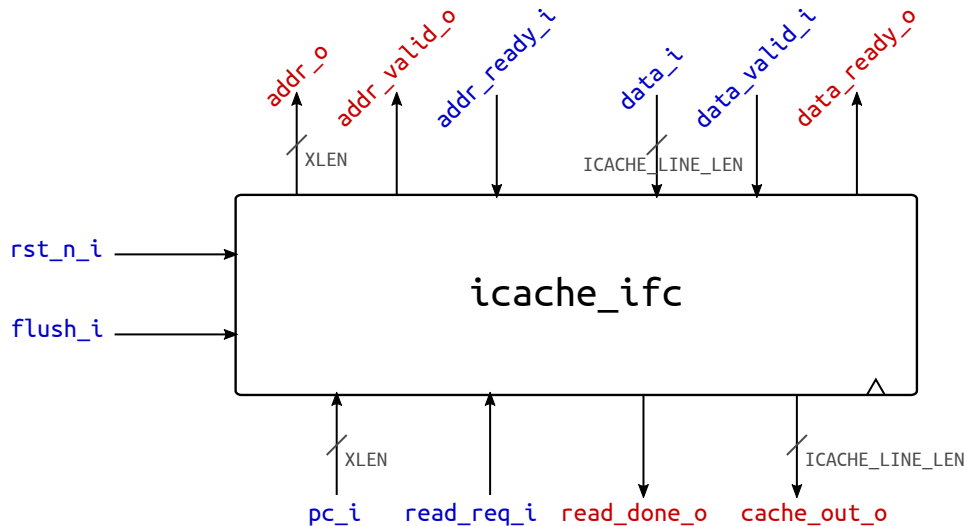 addr_o
addr_valid_o
addr_ready_i
data_i
data_valid_i
data_ready_o
XLEN
ICACHE_LINE_LEN
rst_n_i
icache_ifc
flush_i
XLEN
ICACHE_LINE_LEN
pc_i
read_req_i
read_done_o
cache_out_o